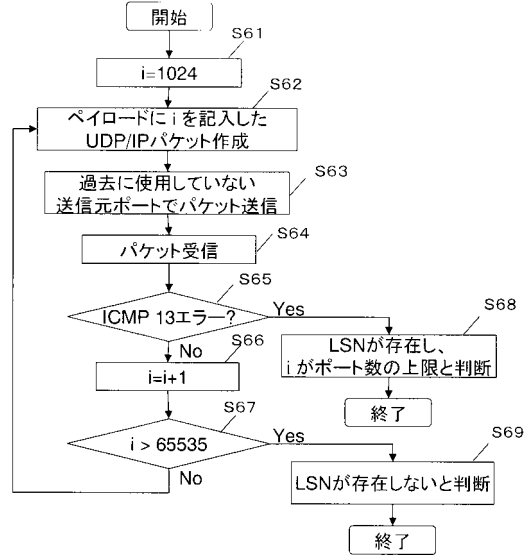 開始
S61
i=1024
S62
ペイロードに i を記入した
UDP/IPパケット作成
過去に使用していない
送信元ポートでパケット送信
S63
S64
パケット受信
S65
ICMP 13エラー?
Yes
No
S66
S68
LSNが存在し、
i がポート数の上限と判断
i=i+1
終了
S67
i > 65535
Yes
No
S69
LSNが存在しないと判断
終了